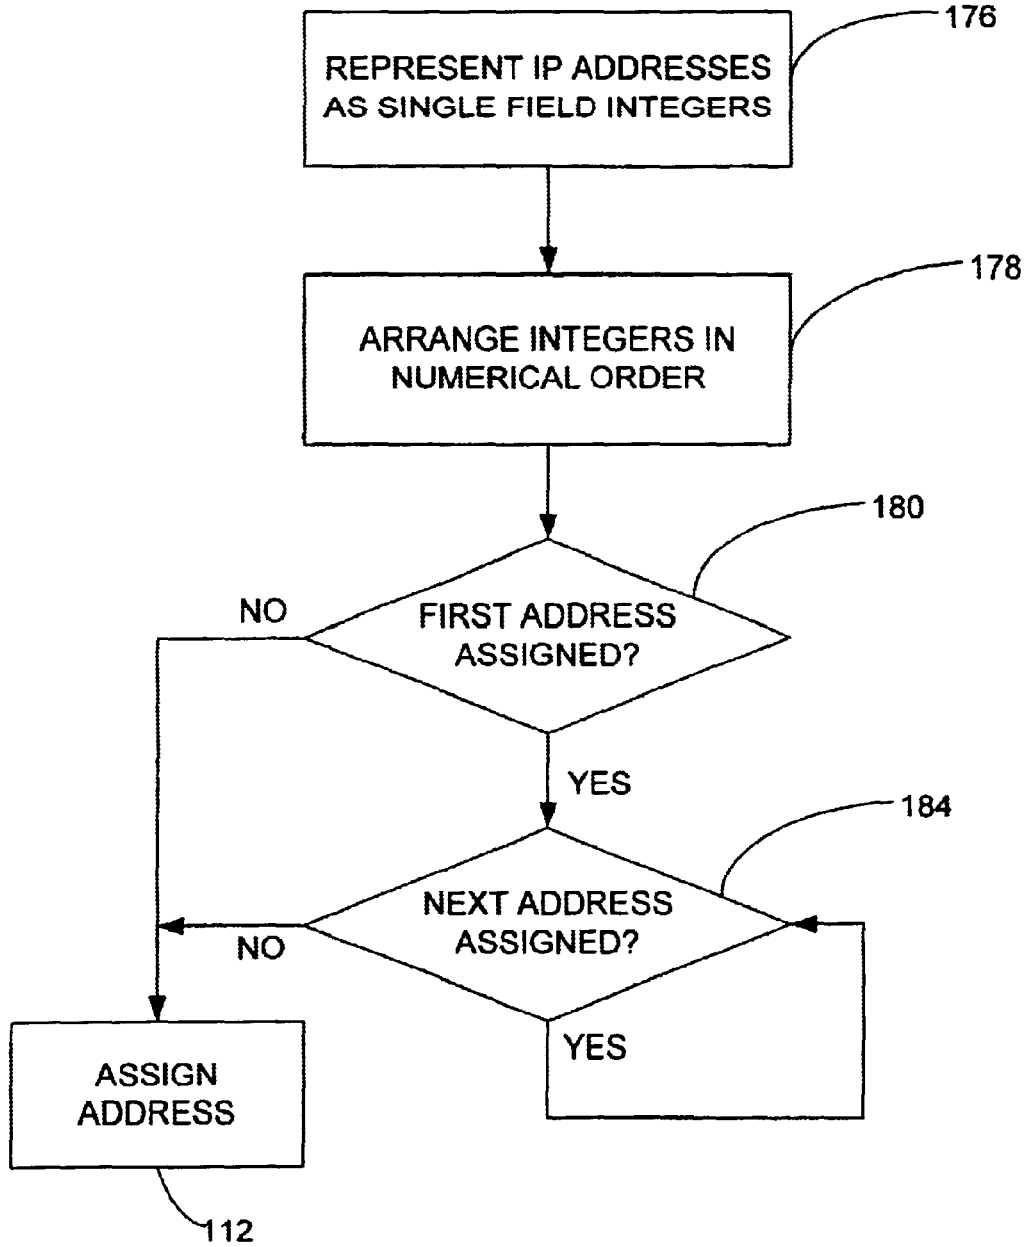 176
REPRESENT IP ADDRESSES
AS SINGLE FIELD INTEGERS
178
ARRANGE INTEGERS IN
NUMERICAL ORDER
180
NO
FIRST ADDRESS
ASSIGNED?
YES
184
NEXT ADDRESS
ASSIGNED?
NO
YES
ASSIGN
ADDRESS
112